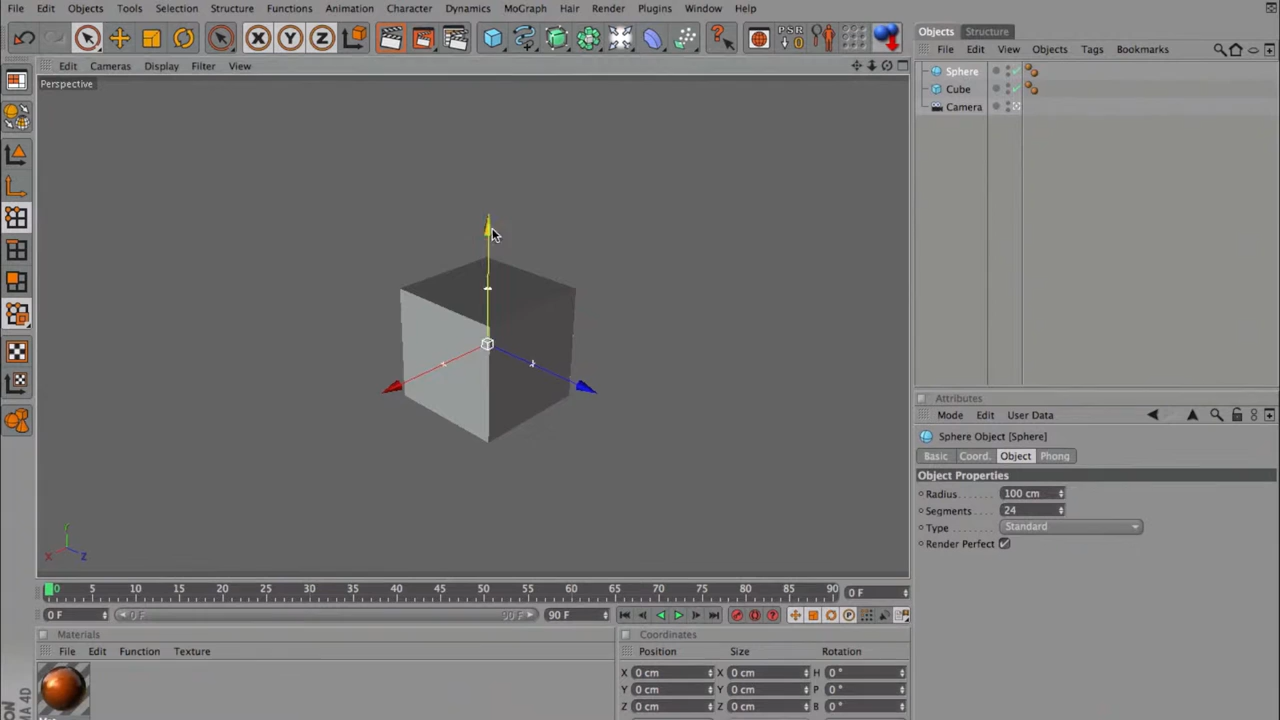 File Edit Objects Tools Selection Structure Functions Animation Character Dynamics MoGraph Hair Render Plugins Window Help
X Y Z PSR 0
Objects Structure
File Edit View Objects Tags Bookmarks
Edit Cameras Display Filter View
Perspective
Sphere
Cube
Camera
Attributes
Mode Edit User Data
Sphere Object [Sphere]
Basic Coord. Object Phong
Object Properties
Radius 100 cm
Segments 24
Type Standard
Render Perfect
Y
X Z
0 5 10 15 20 25 30 35 40 45 50 55 60 65 70 75 80 85 90 0 F
0 F 0 F 90 F 90 F
Materials
File Edit Function Texture
Coordinates
Position Size Rotation
X 0 cm X 0 cm H 0 °
Y 0 cm Y 0 cm P 0 °
Z 0 cm Z 0 cm B 0 °